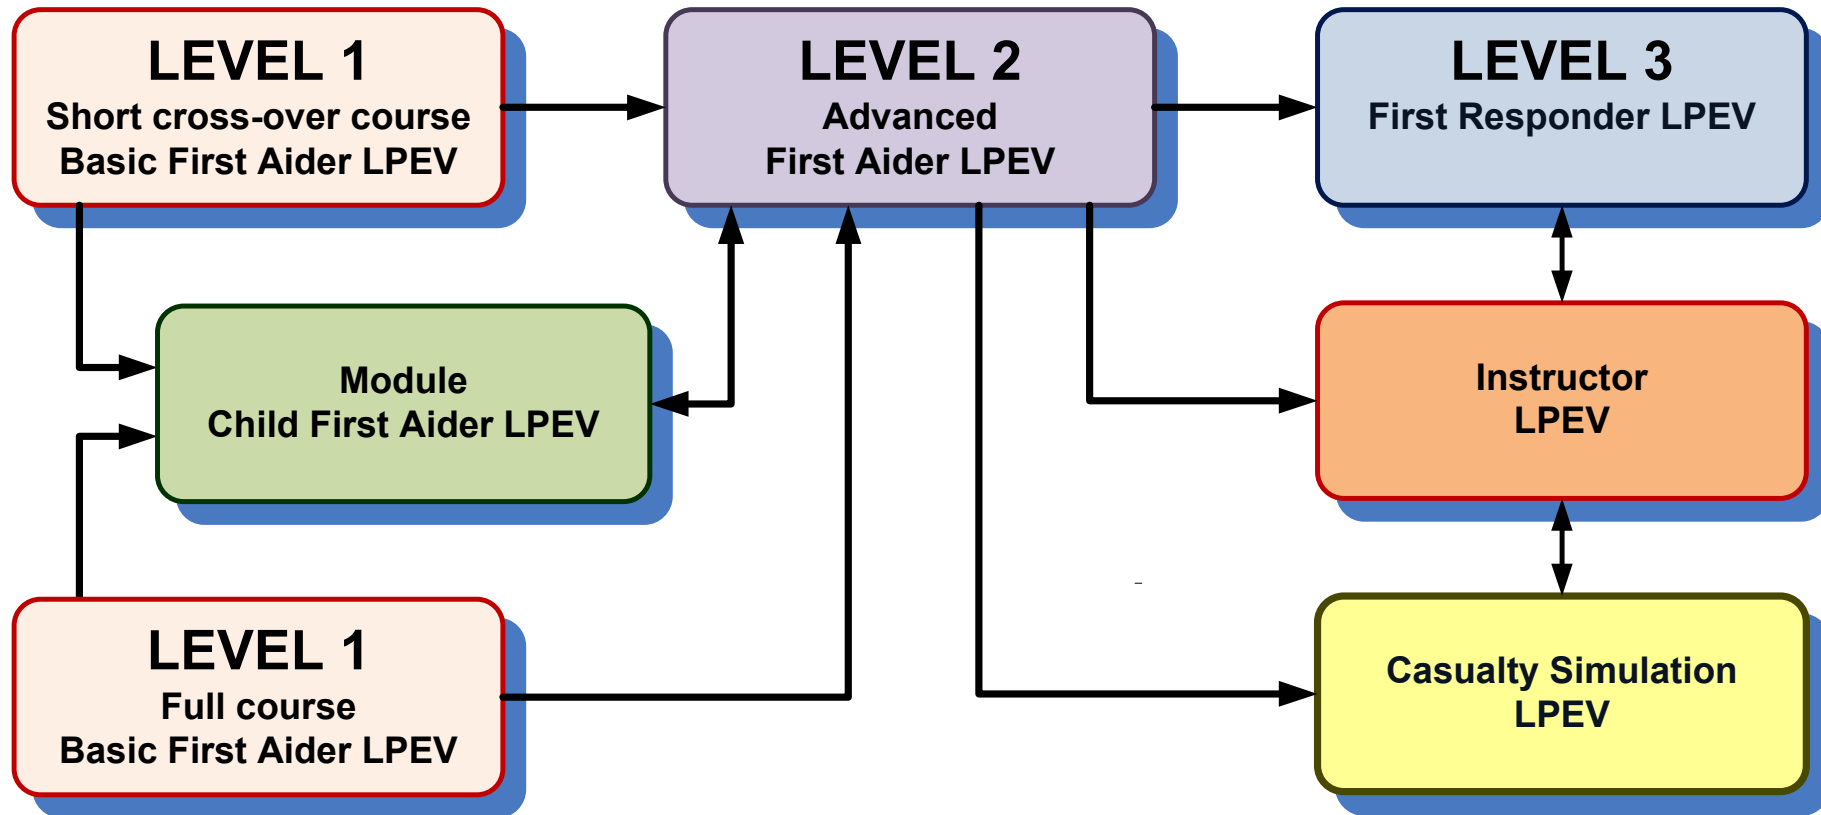 LEVEL 1
Short cross-over course
Basic First Aider LPEV
LEVEL 2
Advanced
First Aider LPEV
LEVEL 3
First Responder LPEV
Module
Child First Aider LPEV
Instructor
LPEV
LEVEL 1
Full course
Basic First Aider LPEV
Casualty Simulation
LPEV